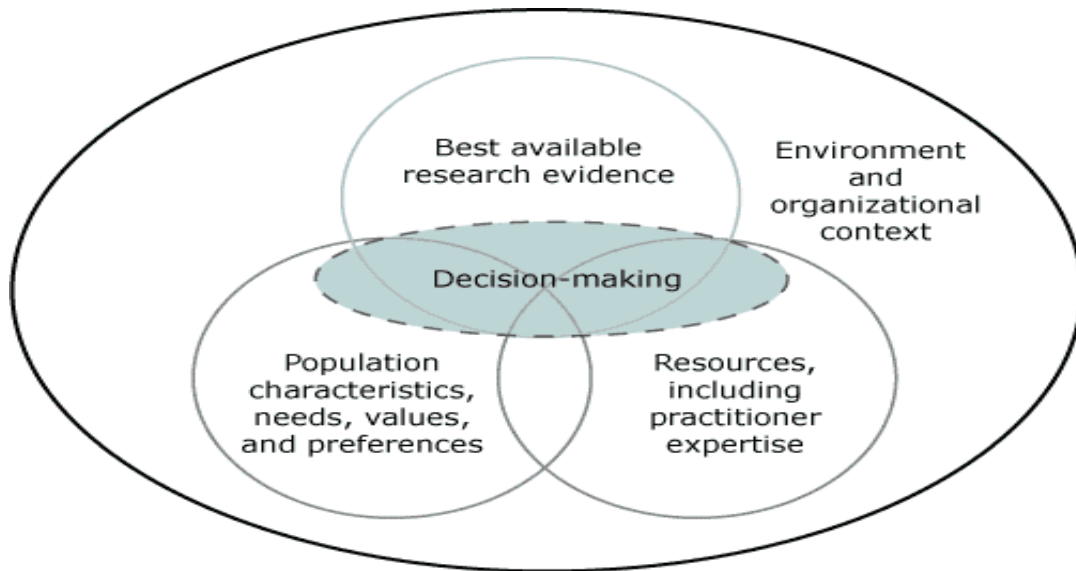 Best available
research evidence
Environment
and
organizational
context
Decision-making
Population
characteristics,
needs, values,
and preferences
Resources,
including
practitioner
expertise